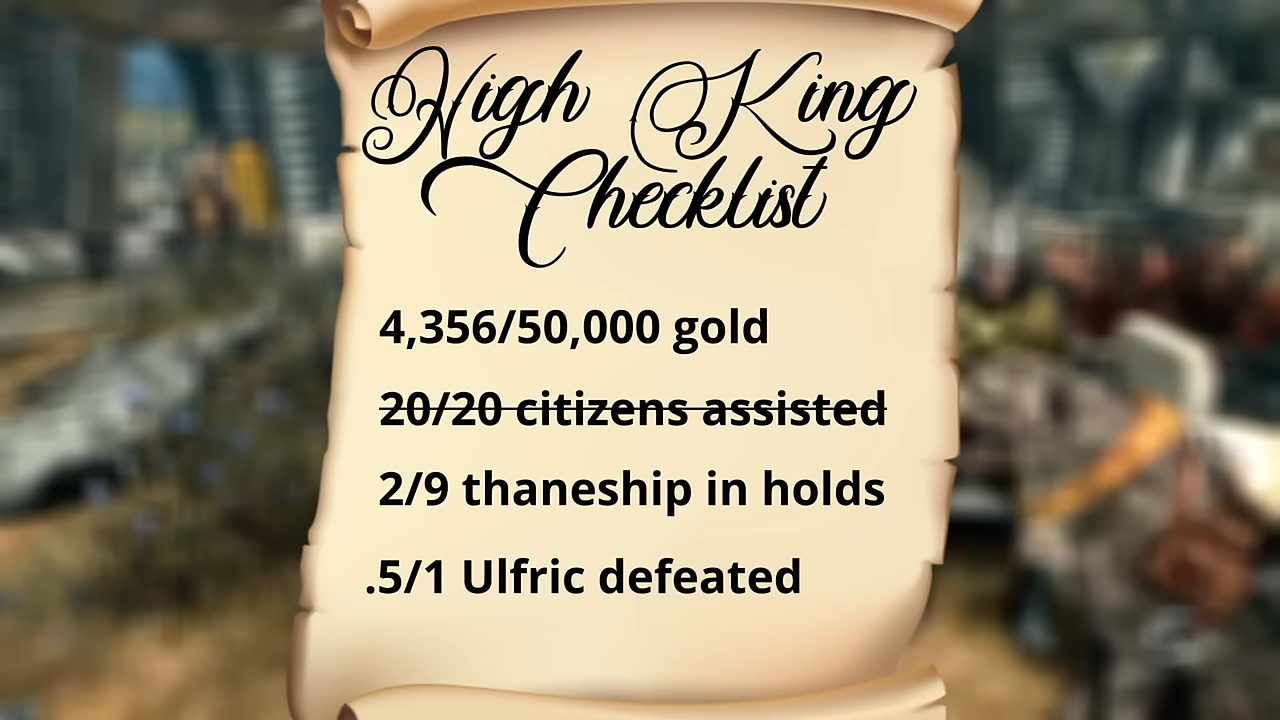 High King
Checklist
4,356/50,000 gold
20/20 citizens assisted
2/9 thaneship in holds
.5/1 Ulfric defeated